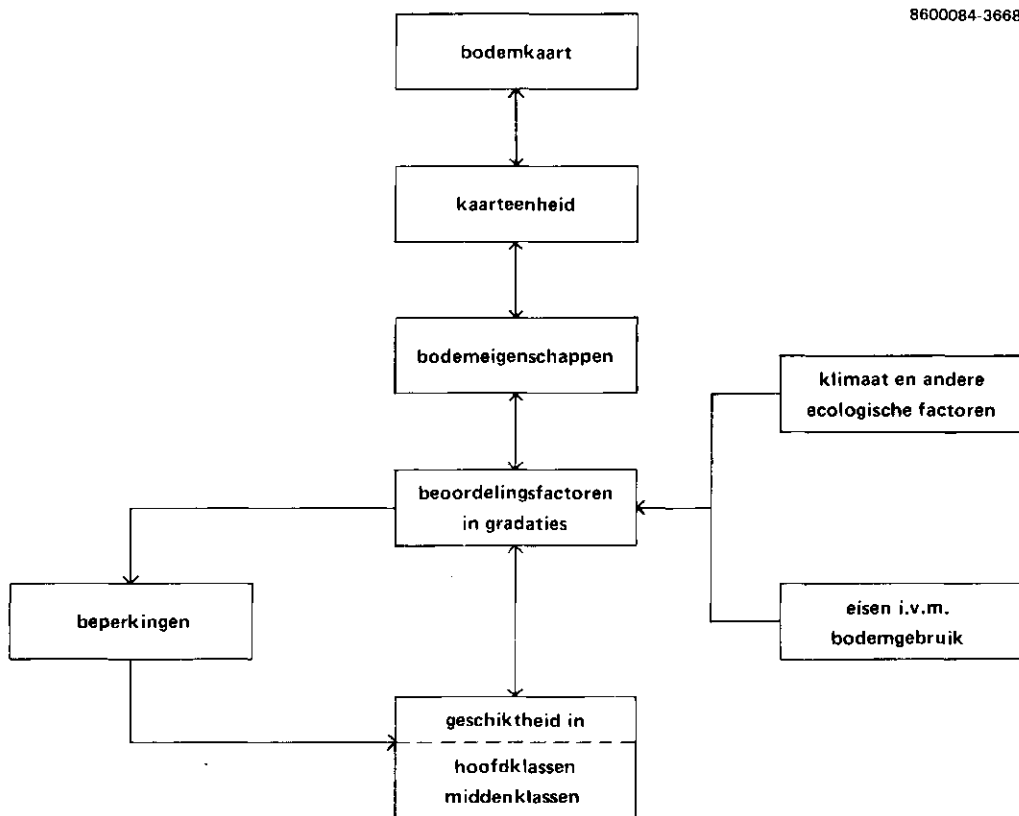 8600084-3668
bodemkaart
kaarteenheid
bodemeigenschappen
klimaat en andere
ecologische factoren
beoordelingsfactoren
in gradaties
beperkingen
eisen i.v.m.
bodemgebruik
geschiktheid in
hoofdklassen
middenklassen